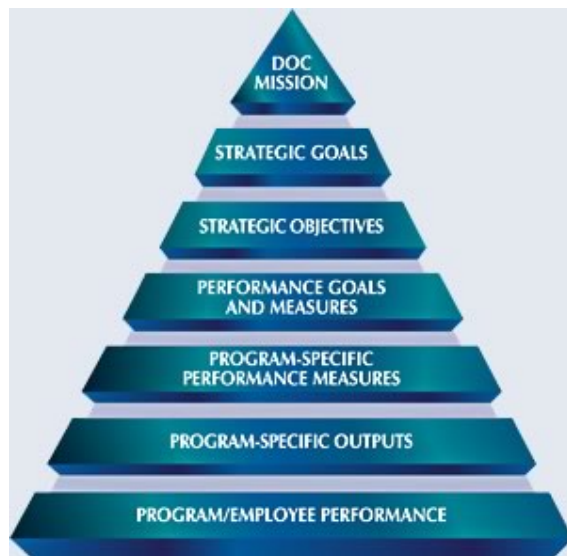 DOC
MISSION
STRATEGIC GOALS
STRATEGIC OBJECTIVES
PERFORMANCE GOALS
AND MEASURES
PROGRAM-SPECIFIC
PERFORMANCE MEASURES
PROGRAM-SPECIFIC OUTPUTS
PROGRAM/EMPLOYEE PERFORMANCE